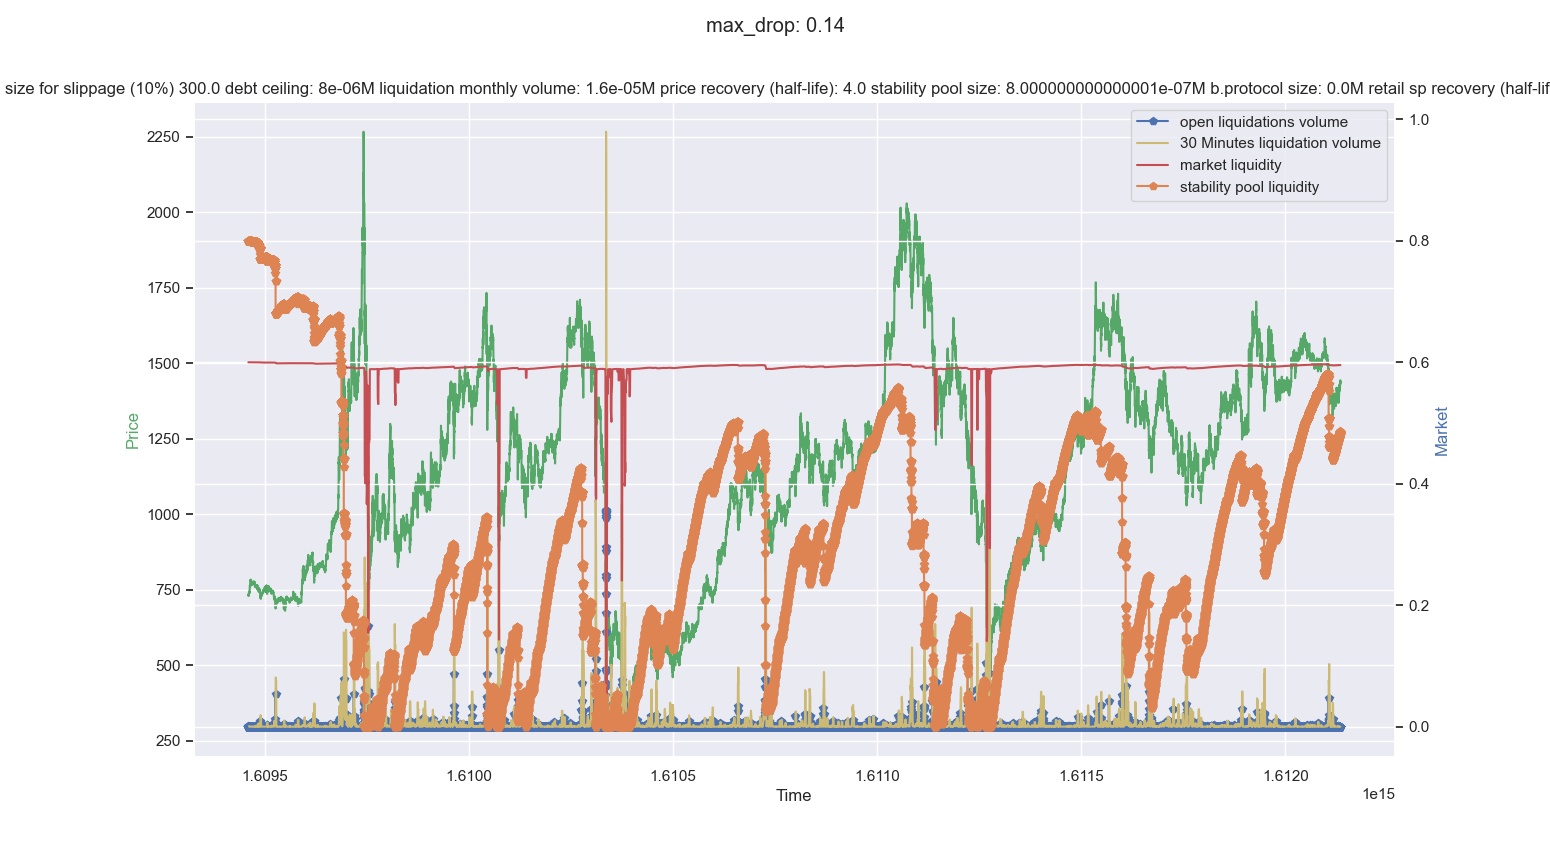 max_drop: 0.14
size for slippage (10%) 300.0 debt ceiling: 8e-06M liquidation monthly volume: 1.6e-05M price recovery (half-life): 4.0 stability pool size: 8.000000000000001e-07M b.protocol size: 0.0M retail sp recovery (half-lif
open liquidations volume
30 Minutes liquidation volume
market liquidity
stability pool liquidity
Price
2250
2000
1750
1500
1250
1000
750
500
250
1.0
0.8
0.6
0.4
0.2
0.0
Market
1.6095
1.6100
1.6105
1.6110
1.6115
1.6120
1e15
Time